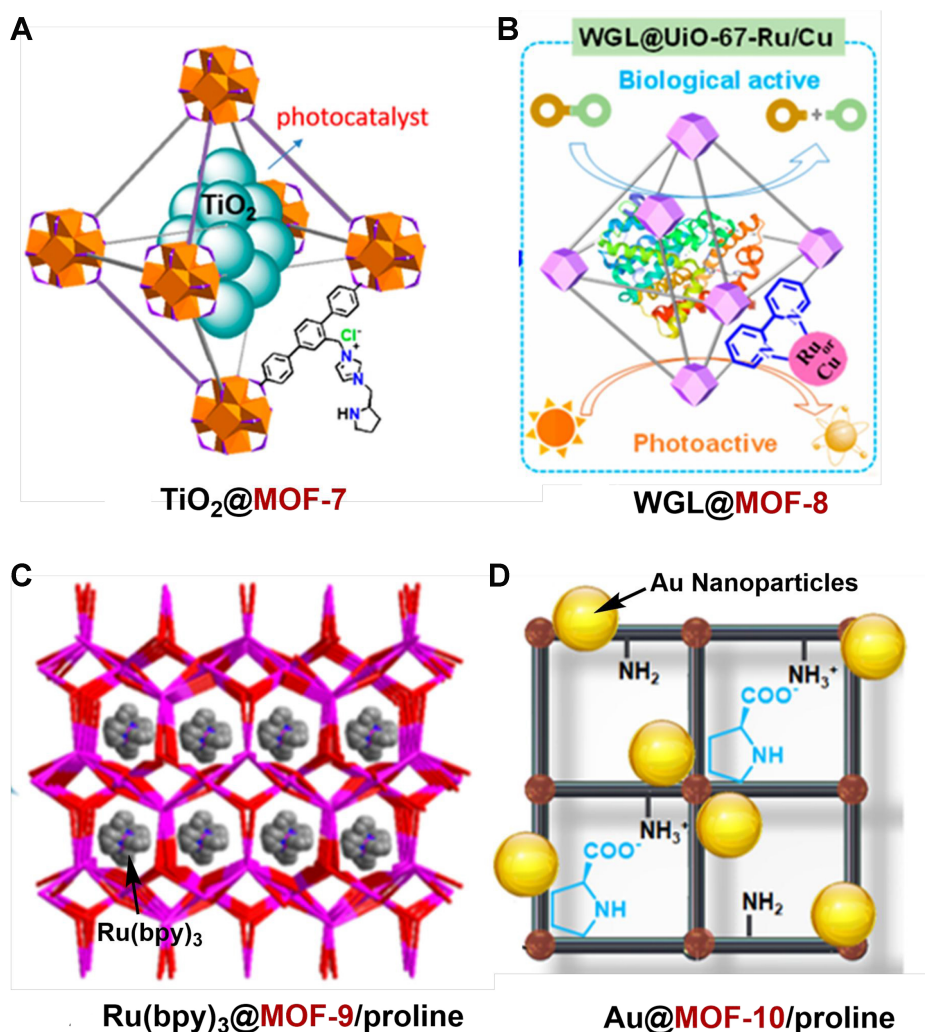 A
photocatalyst
TiO₂
Cl⁻
N
+
N
HN
TiO₂@MOF-7
B
WGL@UiO-67-Ru/Cu
Biological active
+
N
N
Ru or Cu
Photoactive
WGL@MOF-8
C
Ru(bpy)₃
Ru(bpy)₃@MOF-9/proline
D
Au Nanoparticles
NH₂
NH₃⁺
COO⁻
NH
NH₃⁺
COO⁻
NH
NH₂
Au@MOF-10/proline